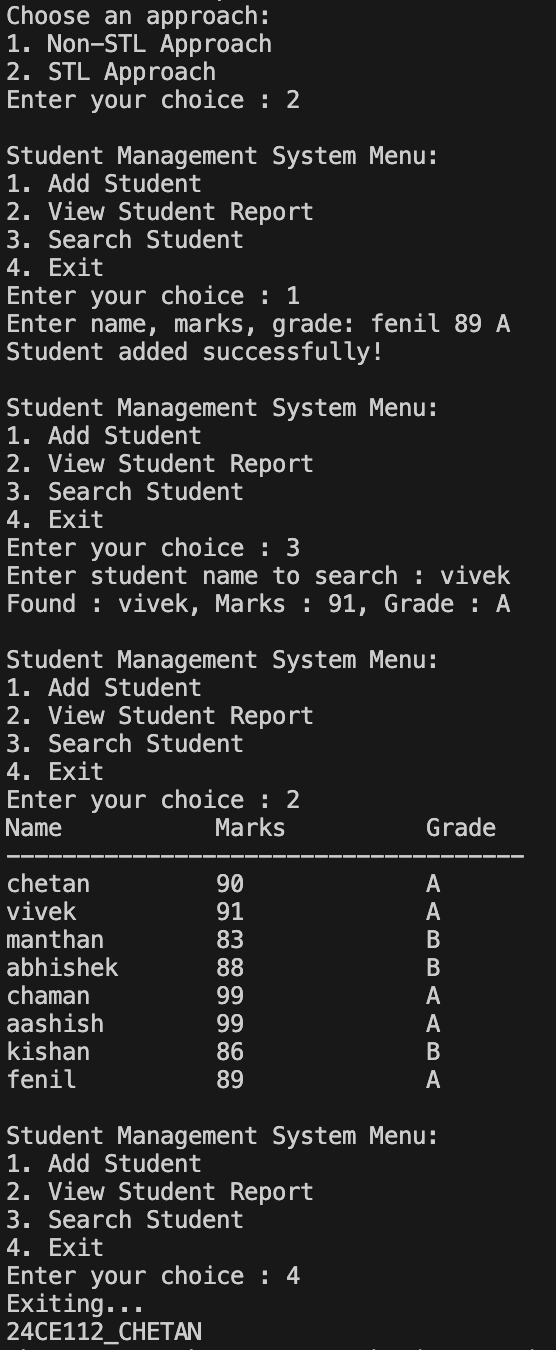 Choose an approach:
1. Non-STL Approach
2. STL Approach
Enter your choice : 2
Student Management System Menu:
1. Add Student
2. View Student Report
3. Search Student
4. Exit
Enter your choice : 1
Enter name, marks, grade: fenil 89 A
Student added successfully!
Student Management System Menu:
1. Add Student
2. View Student Report
3. Search Student
4. Exit
Enter your choice : 3
Enter student name to search : vivek
Found : vivek, Marks : 91, Grade : A
Student Management System Menu:
1. Add Student
2. View Student Report
3. Search Student
4. Exit
Enter your choice : 2
Name Marks Grade
-------------------------------------
chetan 90 A
vivek 91 A
manthan 83 B
abhishek 88 B
chaman 99 A
aashish 99 A
kishan 86 B
fenil 89 A
Student Management System Menu:
1. Add Student
2. View Student Report
3. Search Student
4. Exit
Enter your choice : 4
Exiting...
24CE112_CHETAN